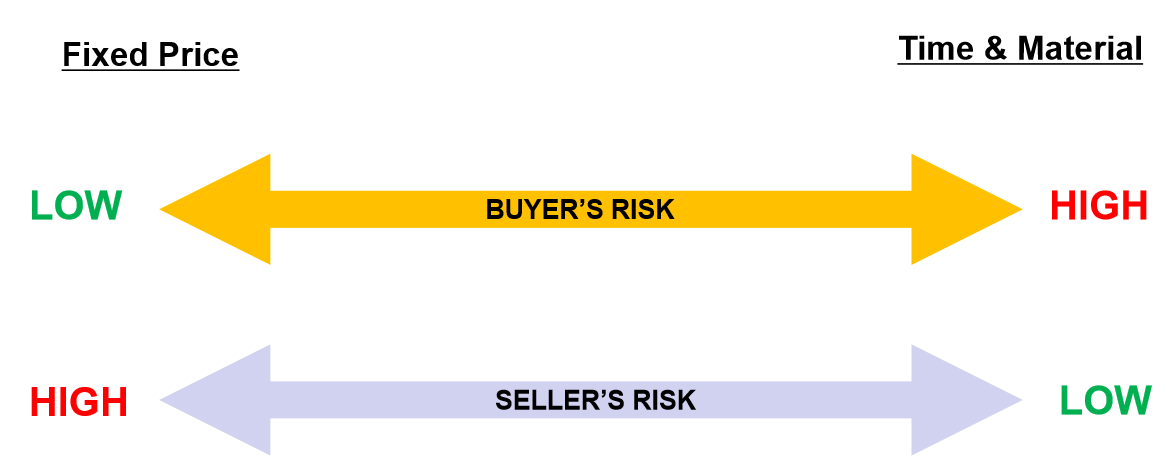 Fixed Price
Time & Material
LOW
BUYER’S RISK
HIGH
HIGH
SELLER’S RISK
LOW